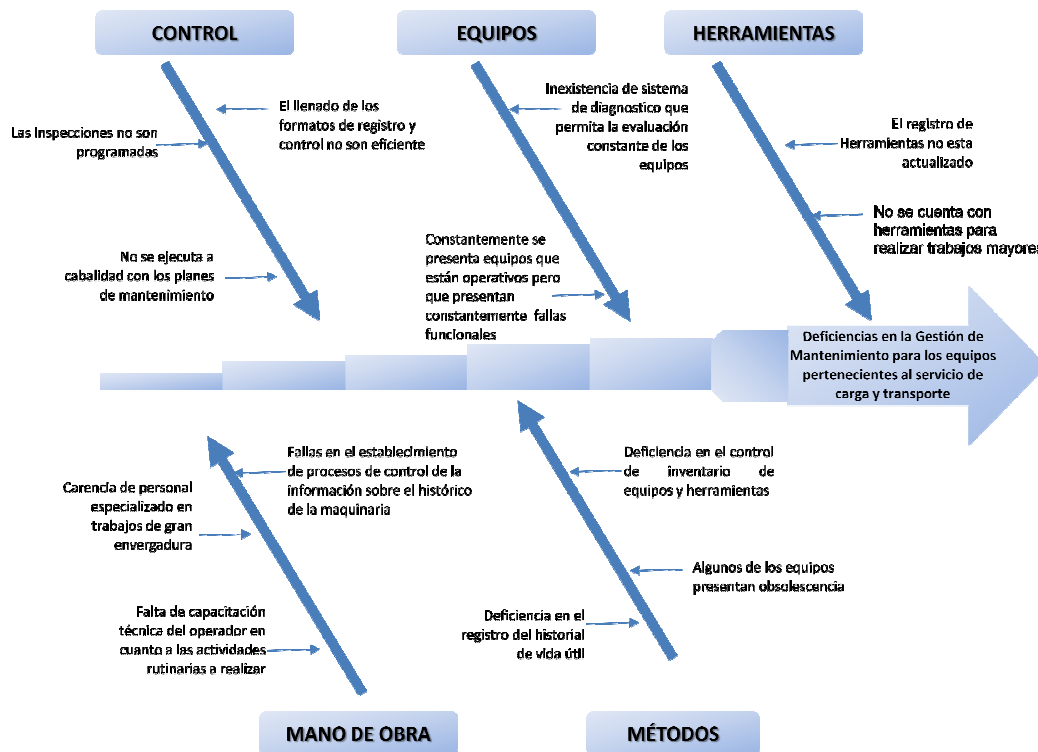 CONTROL
EQUIPOS
HERRAMIENTAS
Las Inspecciones no son
programadas
El llenado de los
formatos de registro y
control no son eficiente
No se ejecuta a
cabalidad con los planes
de mantenimiento
Inexistencia de sistema
de diagnostico que
permita la evaluación
constante de los
equipos
Constantemente se
presenta equipos que
están operativos pero
que presentan
constantemente fallas
funcionales
El registro de
Herramientas no esta
actualizado
No se cuenta con
herramientas para
realizar trabajos mayores
Deficiencias en la Gestión de
Mantenimiento para los equipos
pertenecientes al servicio de
carga y transporte
Carencia de personal
especializado en
trabajos de gran
envergadura
Fallas en el establecimiento
de procesos de control de la
información sobre el histórico
de la maquinaria
Falta de capacitación
técnica del operador en
cuanto a las actividades
rutinarias a realizar
Deficiencia en el control
de inventario de
equipos y herramientas
Algunos de los equipos
presentan obsolescencia
Deficiencia en el
registro del historial
de vida útil
MANO DE OBRA
MÉTODOS